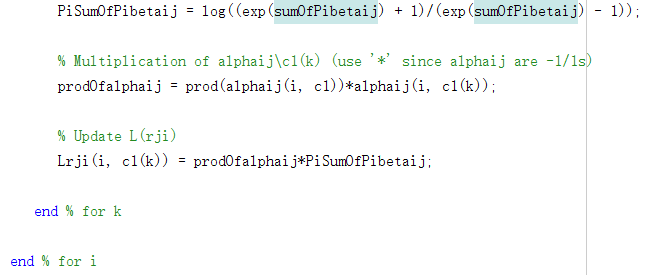 PiSumOfPibetaij = log((exp(sumOfPibetaij) + 1)/(exp(sumOfPibetaij) - 1));
% Multiplication of alphaij\c1(k) (use '*' since alphaij are -1/1s)
prodOfalphaij = prod(alphaij(i, c1))*alphaij(i, c1(k));
% Update L(rji)
Lrji(i, c1(k)) = prodOfalphaij*PiSumOfPibetaij;
end % for k
end % for i